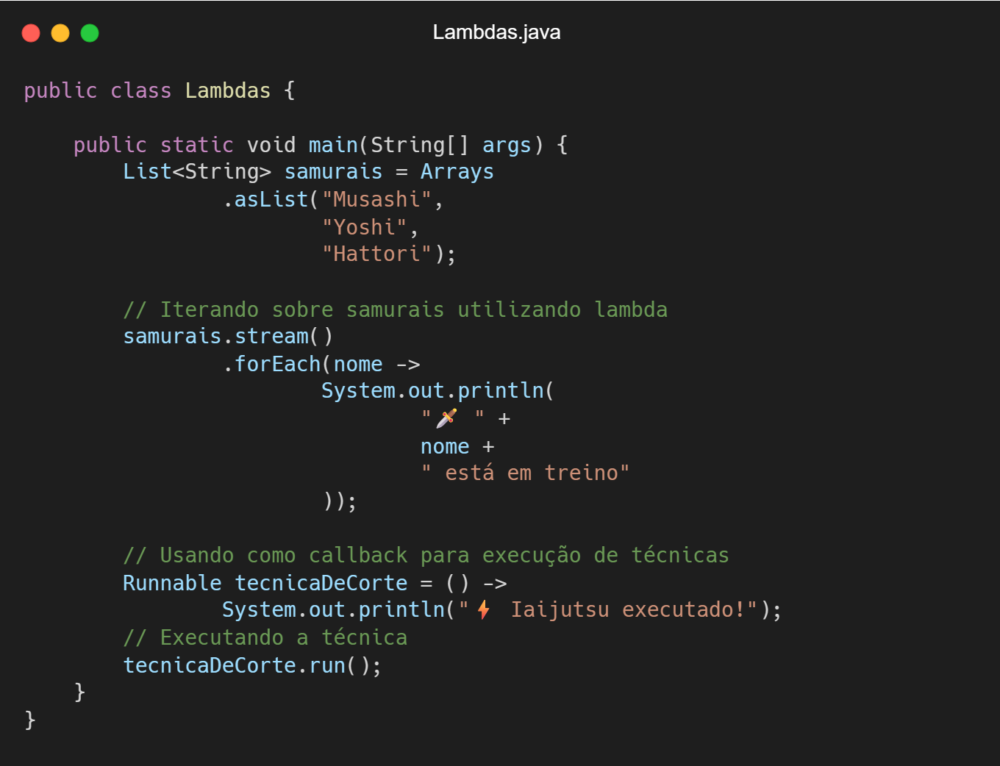 Lambdas.java
public class Lambdas {
    public static void main(String[] args) {
        List<String> samurais = Arrays
                .asList("Musashi",
                        "Yoshi",
                        "Hattori");
        // Iterando sobre samurais utilizando lambda
        samurais.stream()
                .forEach(nome ->
                        System.out.println(
                                "🗡️ " +
                                nome +
                                " está em treino"
                        ));
        // Usando como callback para execução de técnicas
        Runnable tecnicaDeCorte = () ->
                System.out.println("⚡ Iaijutsu executado!");
        // Executando a técnica
        tecnicaDeCorte.run();
    }
}